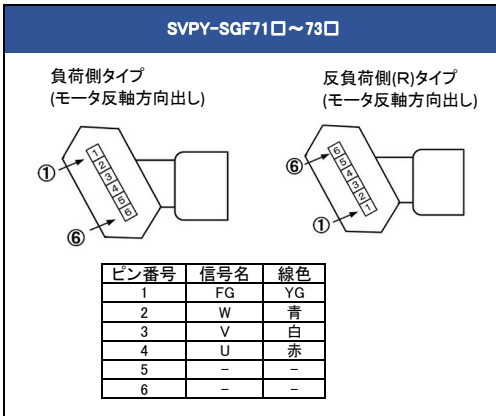 SVPY-SGF71□～73□
負荷側タイプ
(モータ反軸方向出し)
反負荷側(R)タイプ
(モータ反軸方向出し)
①
1
2
3
4
5
6
⑥
⑥
6
5
4
3
2
1
①
ピン番号 信号名 線色
1 FG YG
2 W 青
3 V 白
4 U 赤
5 － －
6 － －